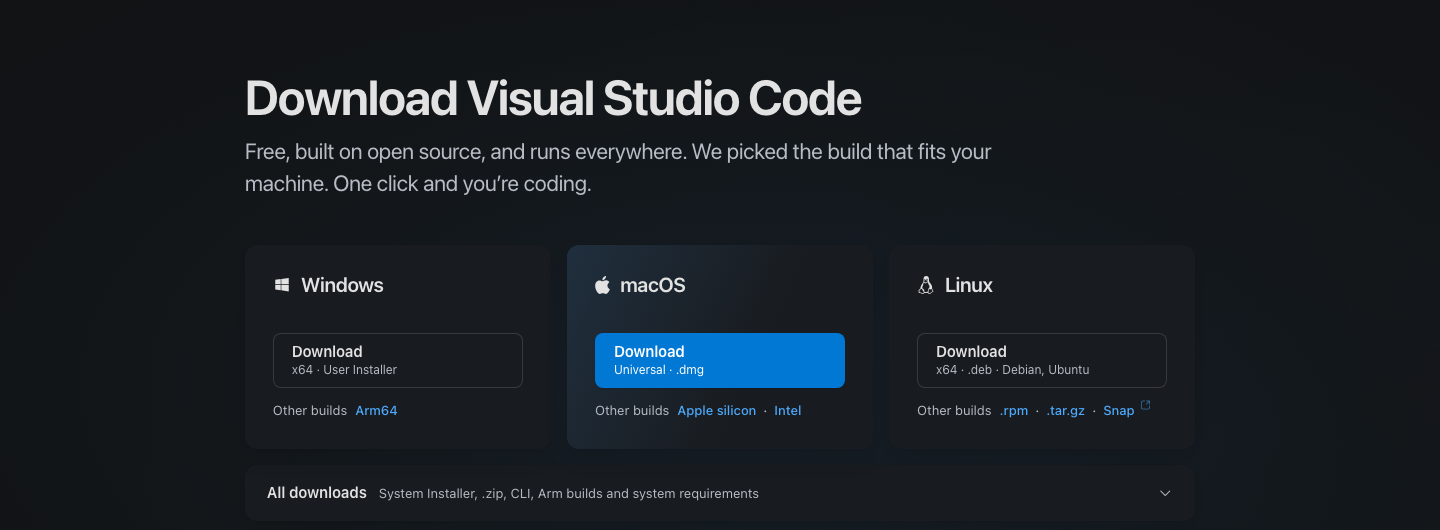 Download Visual Studio Code
Free, built on open source, and runs everywhere. We picked the build that fits your
machine. One click and you’re coding.
Windows
Download
x64 · User Installer
Other builds Arm64
macOS
Download
Universal · .dmg
Other builds Apple silicon · Intel
Linux
Download
x64 · .deb · Debian, Ubuntu
Other builds .rpm · .tar.gz · Snap
All downloads System Installer, .zip, CLI, Arm builds and system requirements